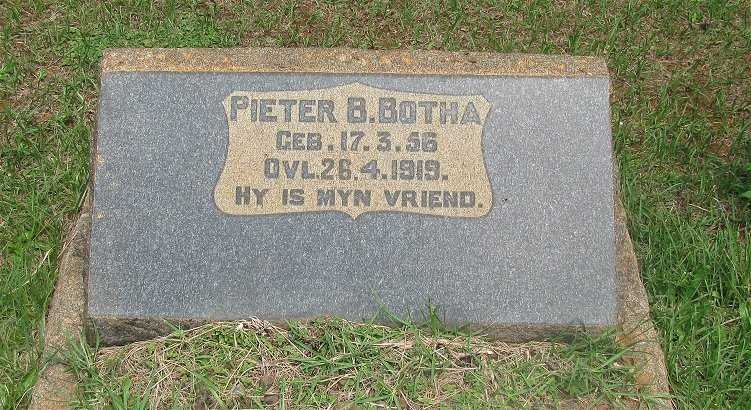 PIETER B. BOTHA
GEB. 17.3.56
OVL. 26.4.1919.
HY IS MYN VRIEND.